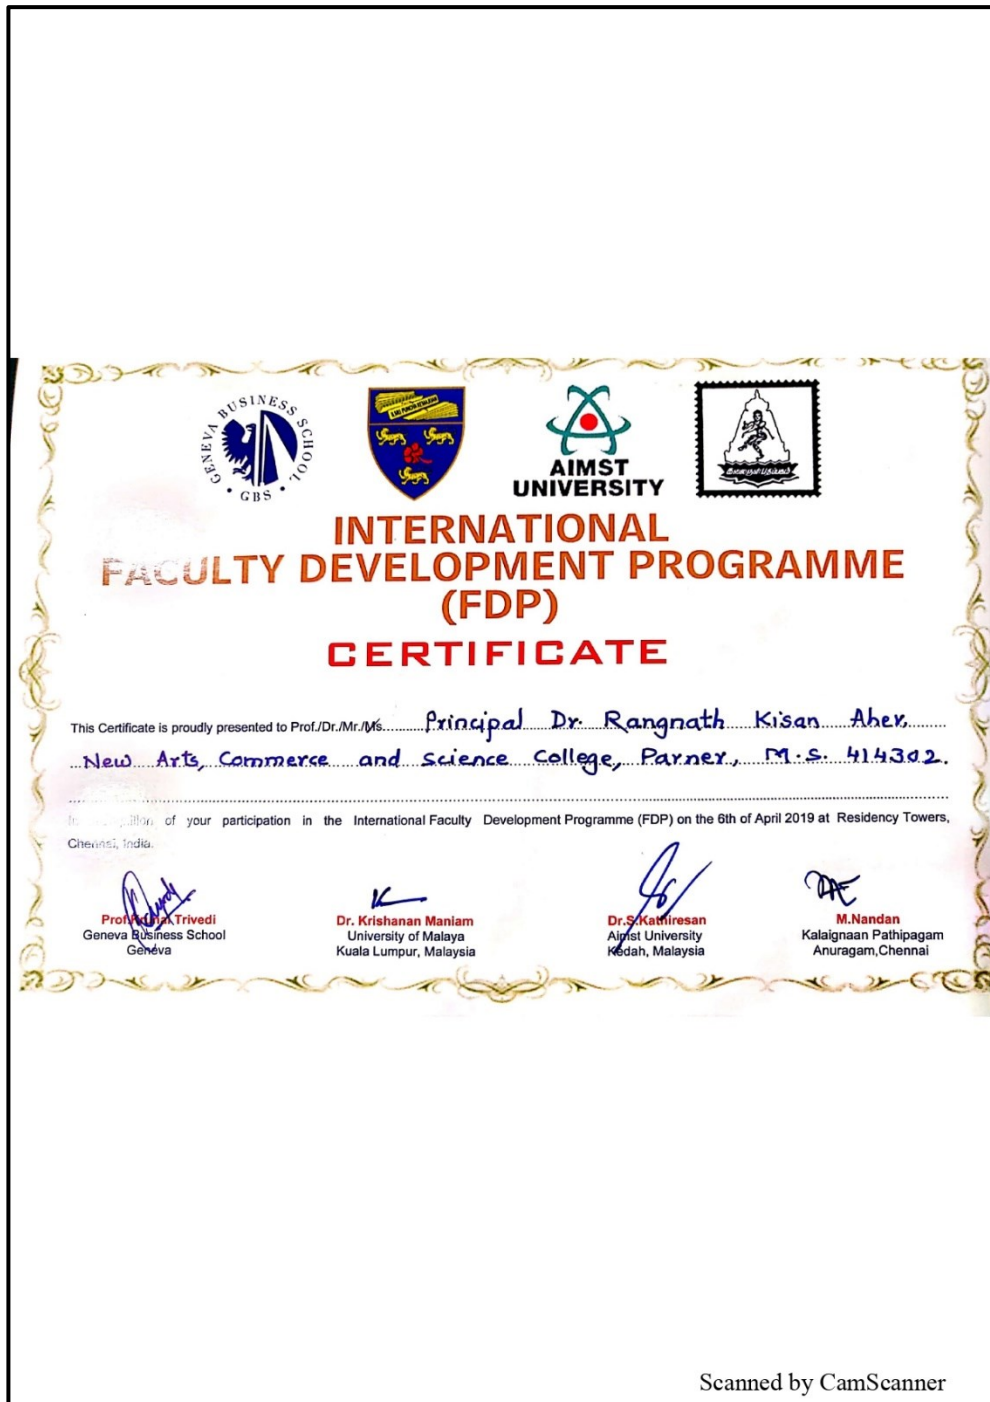 GENEVA BUSINESS SCHOOL
• GBS •
AIMST
UNIVERSITY
INTERNATIONAL
FACULTY DEVELOPMENT PROGRAMME
(FDP)
CERTIFICATE
This Certificate is proudly presented to Prof./Dr./Mr./Ms. Principal Dr. Rangnath Kisan Aher,
New Arts, Commerce and Science College, Parner, M.S. 414302.
of your participation in the International Faculty Development Programme (FDP) on the 6th of April 2019 at Residency Towers,
Chennai, India.
Prof. Trivedi
Geneva Business School
Geneva
Dr. Krishanan Maniam
University of Malaya
Kuala Lumpur, Malaysia
Dr.S.Kathiresan
Aimst University
Kedah, Malaysia
M.Nandan
Kalaignaan Pathipagam
Anuragam,Chennai
Scanned by CamScanner